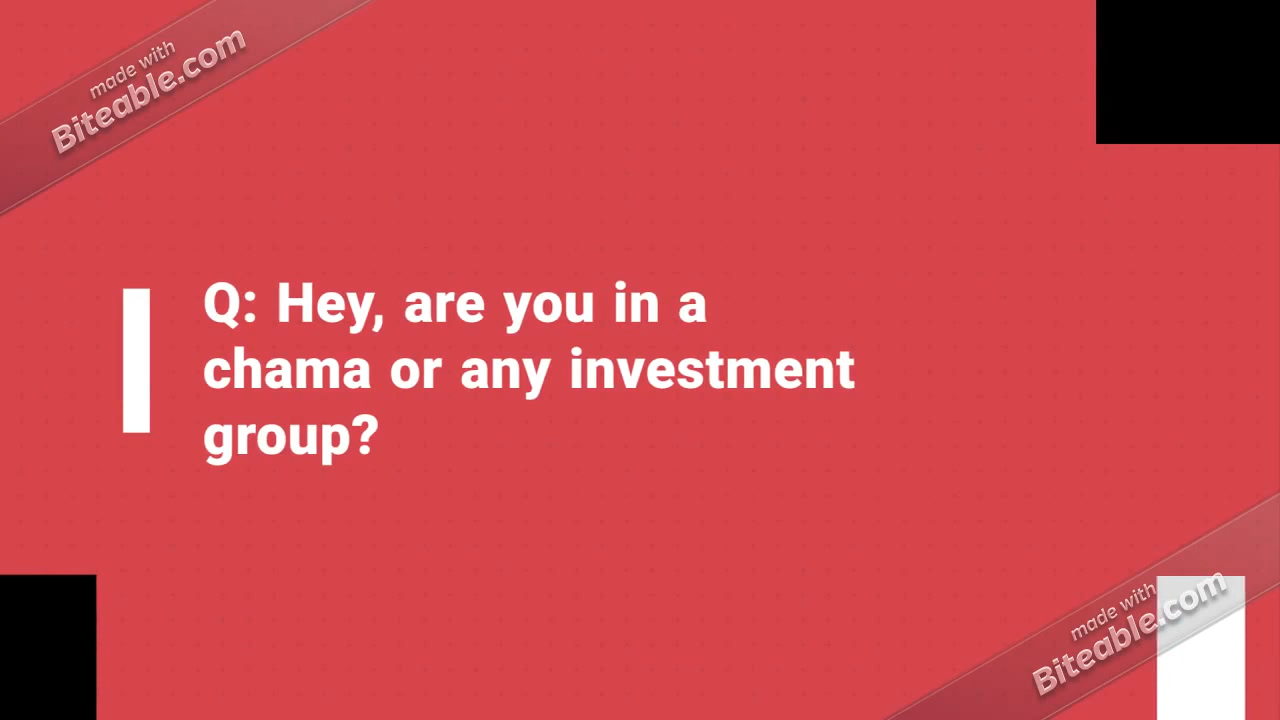 made with
Biteable.com
Q: Hey, are you in a
chama or any investment
group?
made with
Biteable.com